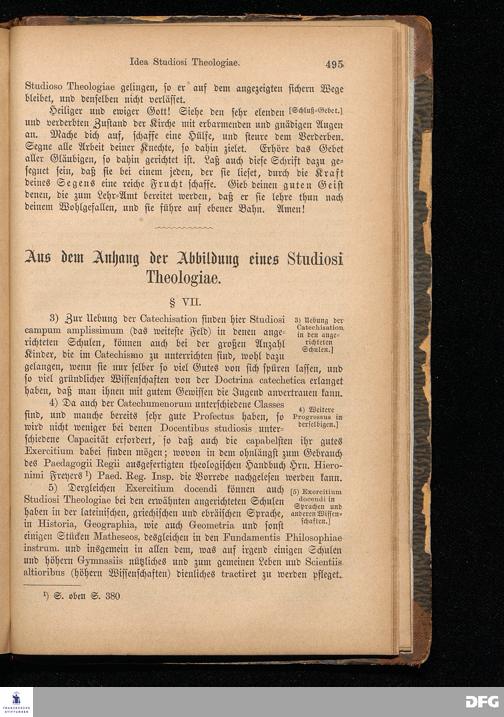 Idea Studiosi Theologiae. 495
Studioso Theologiae gelingen, so er auf dem angezeigten sichern Wege
bleibet, und denselben nicht verlässet.
Heiliger und ewiger Gott! Siehe den sehr elenden [Schluß-Gebet.]
und verderbten Zustand der Kirche mit erbarmenden und gnädigen Augen
an. Mache dich auf, schaffe eine Hülfe, und steure dem Verderben.
Segne alle Arbeit deiner Knechte, so dahin zielet. Erhöre das Gebet
aller Gläubigen, so dahin gerichtet ist. Laß auch diese Schrift dazu ge-
segnet sein, daß sie bei einem jeden, der sie lieset, durch die Kraft
deines Segens eine reiche Frucht schaffe. Gieb deinen guten Geist
denen, die zum Lehr-Amt bereitet werden, daß er sie lehre thun nach
deinem Wohlgefallen, und sie führe auf ebener Bahn. Amen!
Aus dem Anhang der Abbildung eines Studiosi
Theologiae.
§ VII.
3) Zur Uebung der Catechisation finden hier Studiosi
campum amplissimum (das weiteste Feld) in denen ange-
richteten Schulen, können auch bei der großen Anzahl
Kinder, die im Catechismo zu unterrichten sind, wohl dazu
3) Uebung der
Catechisation
in den ange-
richteten
Schulen.]
gelangen, wenn sie nur selber so viel Gutes von sich spüren lassen, und
so viel gründlicher Wissenschaften von der Doctrina catechetica erlanget
haben, daß man ihnen mit gutem Gewissen die Jugend anvertrauen kann.
4) Da auch der Catechumenorum unterschiedene Classes
sind, und manche bereits sehr gute Profectus haben, so
wird nicht weniger bei denen Docentibus studiosis unter-
4) Weitere
Progressus in
derselbigen.]
schiedene Capacität erfordert, so daß auch die capabelsten ihr gutes
Exercitium dabei finden mögen; wovon in dem ohnlängst zum Gebrauch
des Paedagogii Regii ausgefertigten theologischen Handbuch Hrn. Hiero-
nimi Freyers ¹) Paed. Reg. Insp. die Vorrede nachgelesen werden kann.
5) Dergleichen Exercitium docendi können auch
Studiosi Theologiae bei den erwähnten angerichteten Schulen
haben in der lateinischen, griechischen und ebräischen Sprache,
in Historia, Geographia, wie auch Geometria und sonst
[5) Exercitium
docendi in
Sprachen und
anderen Wissen-
schaften.]
einigen Stücken Matheseos, desgleichen in den Fundamentis Philosophiae
instrum. und insgemein in allen dem, was auf irgend einigen Schulen
und höhern Gymnasiis nützliches und zum gemeinen Leben und Scientiis
altioribus (höhern Wissenschaften) dienliches tractiret zu werden pfleget.
¹) S. oben S. 380
FRANCKESCHE
STIFTUNGEN
DFG